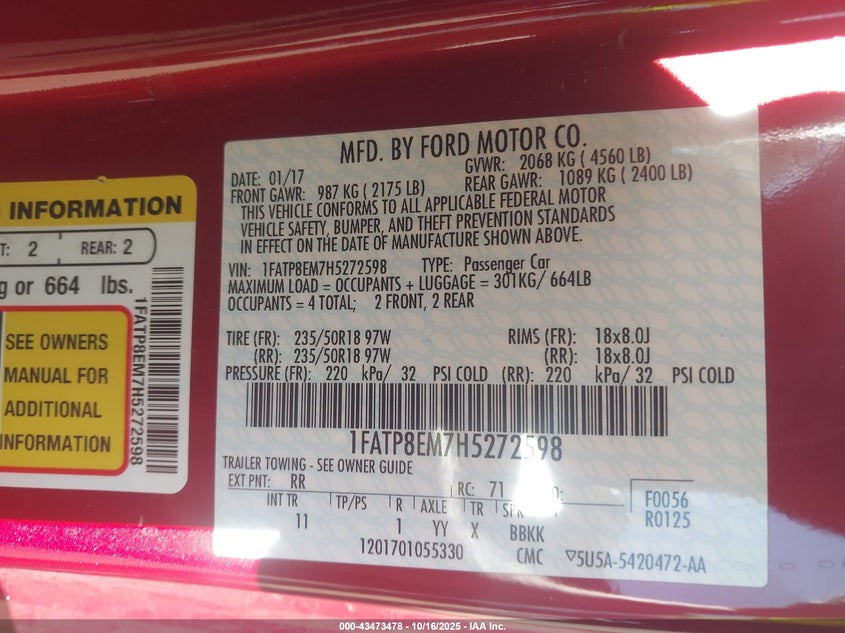 MFD. BY FORD MOTOR CO.
DATE: 01/17
GVWR: 2068 KG ( 4560 LB)
FRONT GAWR: 987 KG ( 2175 LB)
REAR GAWR: 1089 KG ( 2400 LB)
THIS VEHICLE CONFORMS TO ALL APPLICABLE FEDERAL MOTOR
VEHICLE SAFETY, BUMPER, AND THEFT PREVENTION STANDARDS
IN EFFECT ON THE DATE OF MANUFACTURE SHOWN ABOVE.
VIN: 1FATP8EM7H5272598 TYPE: Passenger Car
MAXIMUM LOAD = OCCUPANTS + LUGGAGE = 301KG/ 664LB
OCCUPANTS = 4 TOTAL; 2 FRONT, 2 REAR
TIRE (FR): 235/50R18 97W RIMS (FR): 18x8.0J
(RR): 235/50R18 97W (RR): 18x8.0J
PRESSURE (FR): 220 kPa/ 32 PSI COLD (RR): 220 kPa/ 32 PSI COLD
1FATP8EM7H5272598
TRAILER TOWING - SEE OWNER GUIDE
EXT PNT: RR RC: 71
INT TR TP/PS R AXLE TR SPR
11 1 YY X BBKK
F0056
R0125
1201701055330 CMC 5U5A-5420472-AA
INFORMATION
2 REAR: 2
g or 664 lbs.
SEE OWNERS
MANUAL FOR
ADDITIONAL
INFORMATION
1FATP8EM7H5272598
000-43473478 - 10/16/2025 - IAA Inc.